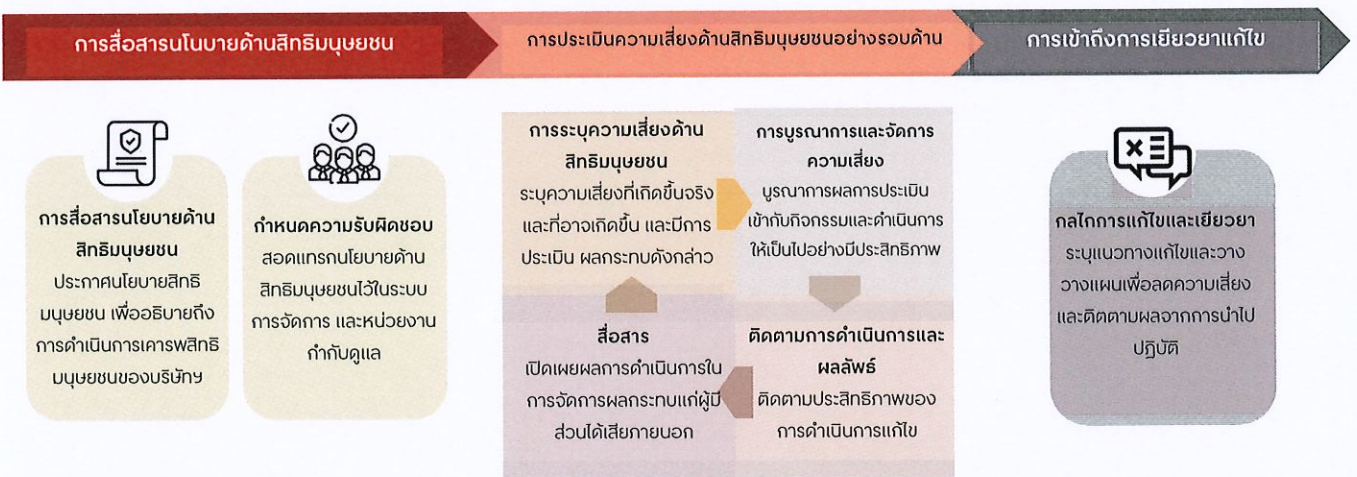 การสื่อสารนโนบายด้านสิทธิมนุษยชน
การประเมินความเสี่ยงด้านสิทธิมนุษยชนอย่างรอบด้าน
การเข้าถึงการเยียวยาแก้ไข
การสื่อสารนโยบายด้าน
สิทธิมนุษยชน
ประกาศนโยบายสิทธิ
มนุษยชน เพื่ออธิบายถึง
การดำเนินการเคารพสิทธิ
มนุษยชนของบริษัทฯ
กำหนดความรับผิดชอบ
สอดแทรกนโยบายด้าน
สิทธิมนุษยชนไว้ในระบบ
การจัดการ และหน่วยงาน
กำกับดูแล
การระบุความเสี่ยงด้าน
สิทธิมนุษยชน
ระบุความเสี่ยงที่เกิดขึ้นจริง
และที่อาจเกิดขึ้น และมีการ
ประเมิน ผลกระทบดังกล่าว
การบูรณาการและจัดการ
ความเสี่ยง
บูรณาการผลการประเมิน
เข้ากับกิจกรรมและดำเนินการ
ให้เป็นไปอย่างมีประสิทธิภาพ
สื่อสาร
เปิดเผยผลการดำเนินการใน
การจัดการผลกระทบแก่ผู้มี
ส่วนได้เสียภายนอก
ติดตามการดำเนินการและ
ผลลัพธ์
ติดตามประสิทธิภาพของ
การดำเนินการแก้ไข
กลไกการแก้ไขและเยียวยา
ระบุแนวทางแก้ไขและวาง
วางแผนเพื่อลดความเสี่ยง
และติตตามผลจากการนำไป
ปฏิบัติ